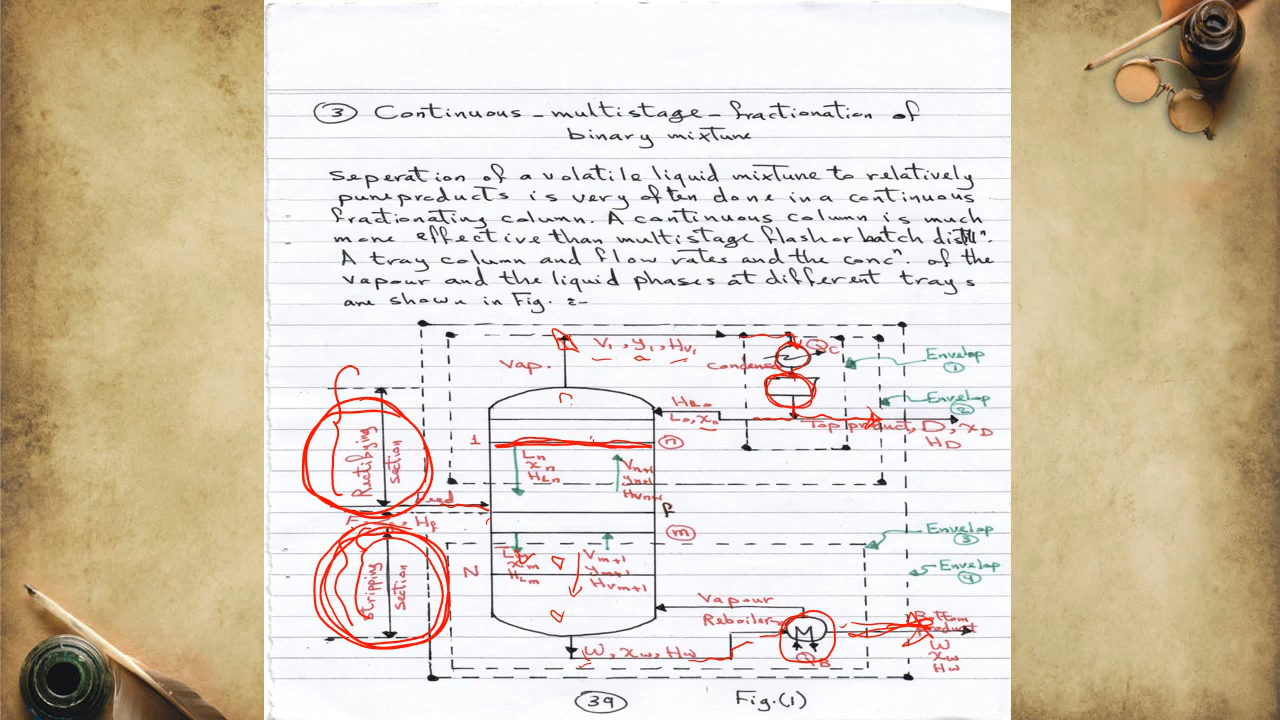 ③ Continuous-multistage-fractionation of
binary mixture
seperation of a volatile liquid mixture to relatively
pure products is very often done in a continuous
fractionating column. A continuous column is much
more effective than multistage flash or batch distillⁿ.
A tray column and flow rates and the concⁿ. of the
vapour and the liquid phases at different trays
are shown in Fig. :-
V₁, y₁, Hv₁
Qc
Vap.
Condenser
Envelop
①
Envelop
②
HL₀
L₀, x₀
Top product, D, xD
HD
1
n
Rectifying
section
Ln
xn
HLn
Vn+1
yn+1
HVn+1
Feed
F
Hf
f
m
Envelop
③
Envelop
④
Stripping
section
N
Lm
xm
HLm
Vm+1
ym+1
HVm+1
Vapour
Reboiler
QB
W, xw, Hw
Bottom
product
W
xw
Hw
39
Fig.(1)